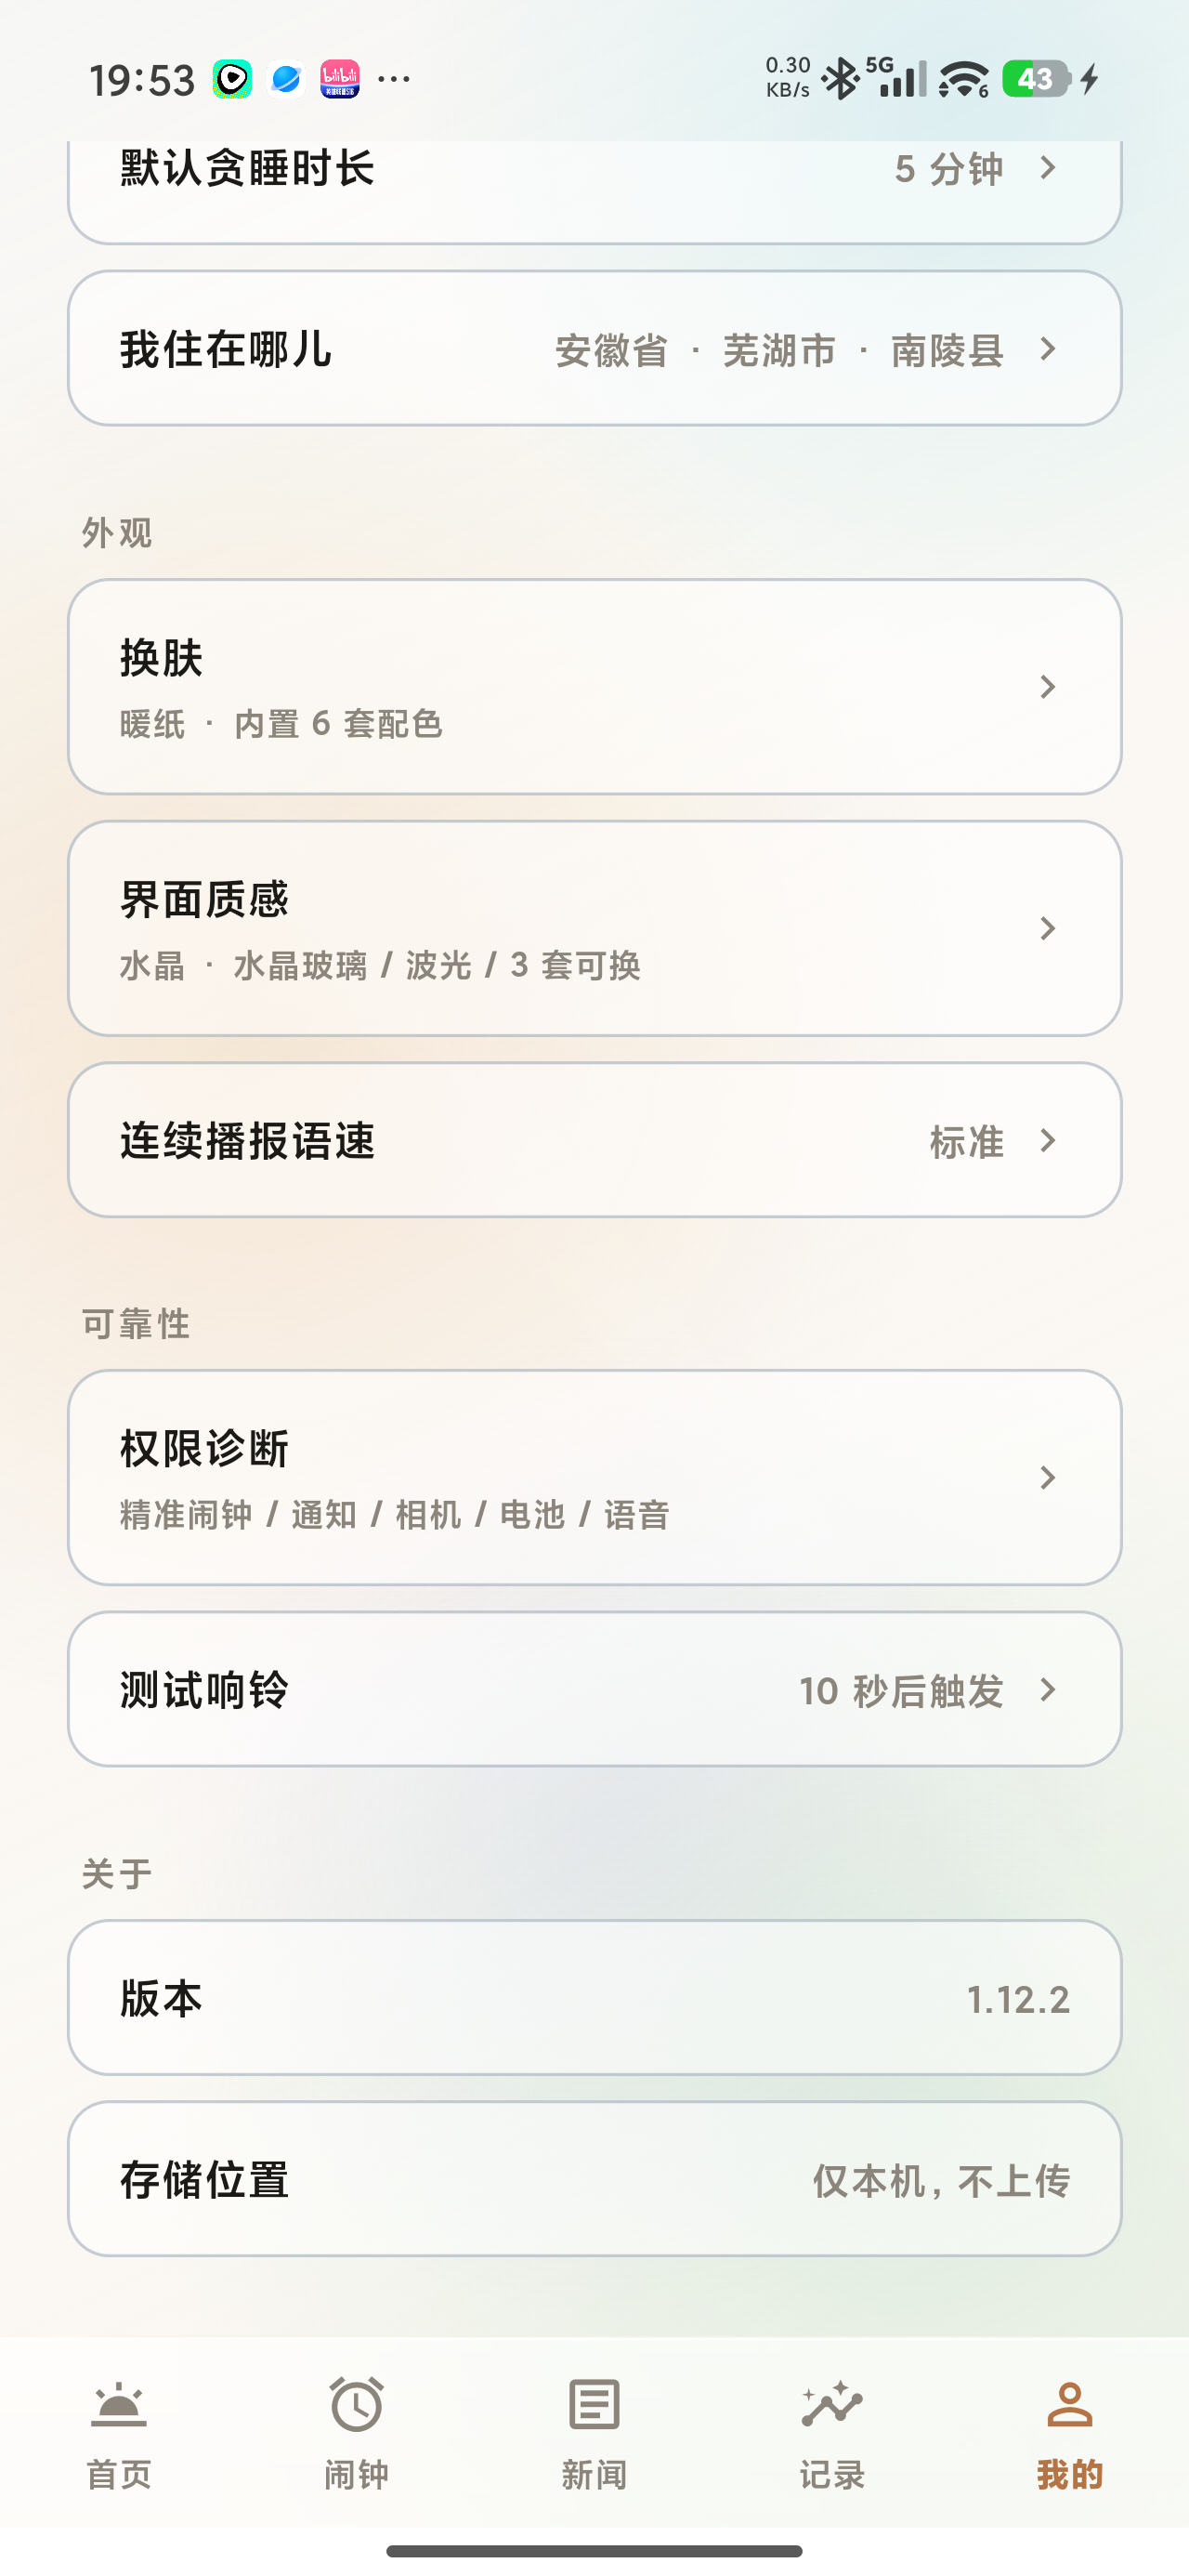 19:53
bilibili
0.30
KB/s
5G
6
43
默认贪睡时长
5 分钟
我住在哪儿
安徽省 · 芜湖市 · 南陵县
外观
换肤
暖纸 · 内置 6 套配色
界面质感
水晶 · 水晶玻璃 / 波光 / 3 套可换
连续播报语速
标准
可靠性
权限诊断
精准闹钟 / 通知 / 相机 / 电池 / 语音
测试响铃
10 秒后触发
关于
版本
1.12.2
存储位置
仅本机, 不上传
首页
闹钟
新闻
记录
我的